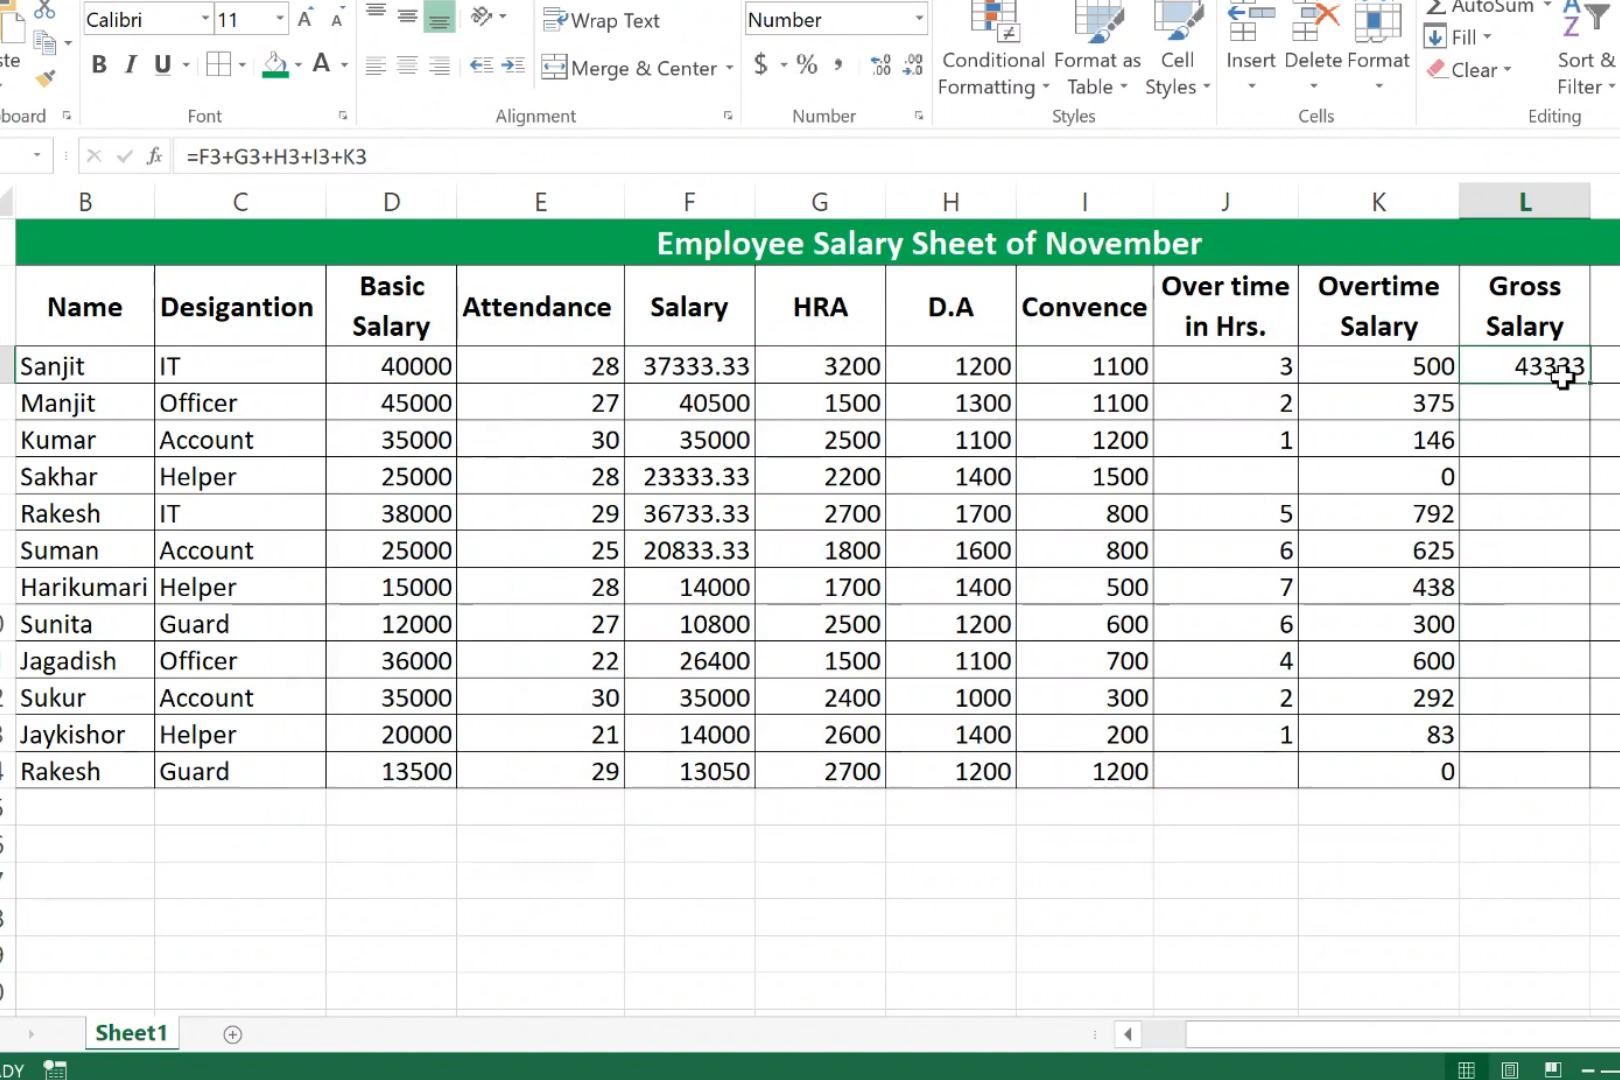 Calibri 11 A A Wrap Text Number AutoSum
B I U A Merge & Center $ % , Conditional Formatting Format as Table Cell Styles Insert Delete Format Fill Clear Sort & Filter
Font Alignment Number Styles Cells Editing
fx =F3+G3+H3+I3+K3
B C D E F G H I J K L
Employee Salary Sheet of November
Name Desigantion Basic Salary Attendance Salary HRA D.A Convence Over time in Hrs. Overtime Salary Gross Salary
Sanjit IT 40000 28 37333.33 3200 1200 1100 3 500 43333
Manjit Officer 45000 27 40500 1500 1300 1100 2 375
Kumar Account 35000 30 35000 2500 1100 1200 1 146
Sakhar Helper 25000 28 23333.33 2200 1400 1500 0
Rakesh IT 38000 29 36733.33 2700 1700 800 5 792
Suman Account 25000 25 20833.33 1800 1600 800 6 625
Harikumari Helper 15000 28 14000 1700 1400 500 7 438
Sunita Guard 12000 27 10800 2500 1200 600 6 300
Jagadish Officer 36000 22 26400 1500 1100 700 4 600
Sukur Account 35000 30 35000 2400 1000 300 2 292
Jaykishor Helper 20000 21 14000 2600 1400 200 1 83
Rakesh Guard 13500 29 13050 2700 1200 1200 0
Sheet1